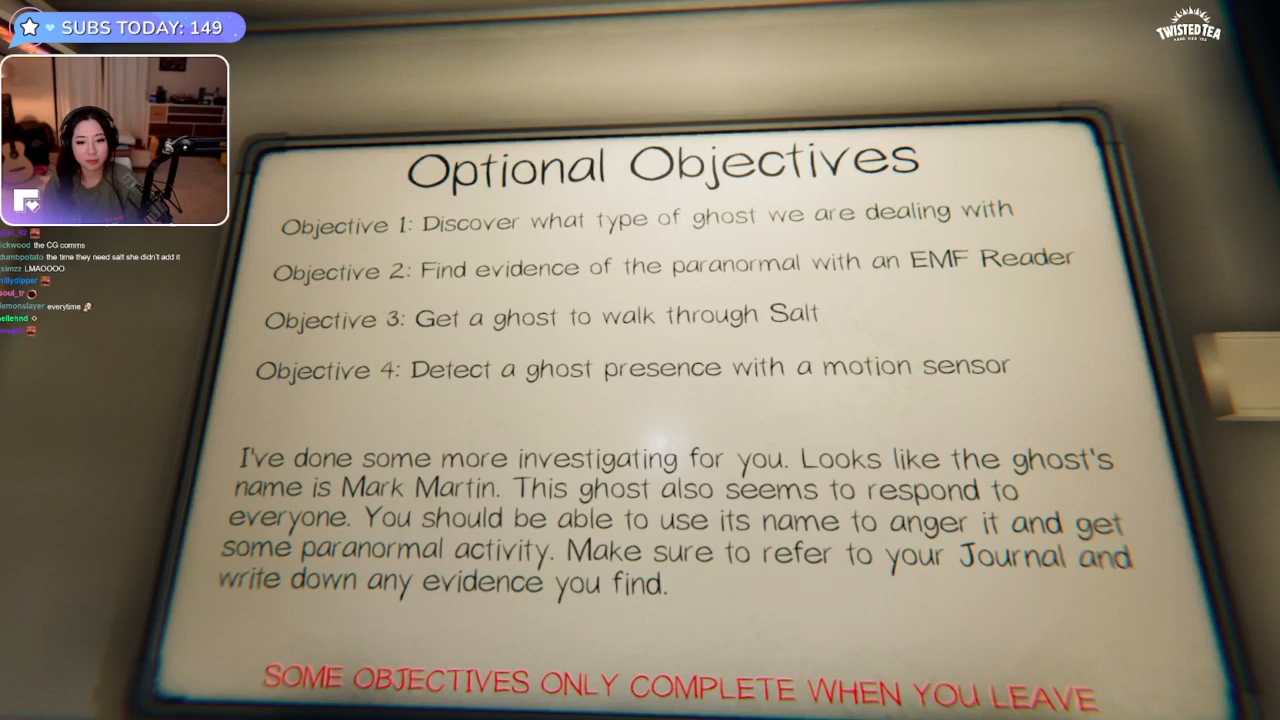 SUBS TODAY: 149
TWISTED TEA
the CG comms
dumbpotato the time they need salt she didn't add it
LMAOOOO
everytime
Optional Objectives
Objective 1: Discover what type of ghost we are dealing with
Objective 2: Find evidence of the paranormal with an EMF Reader
Objective 3: Get a ghost to walk through Salt
Objective 4: Detect a ghost presence with a motion sensor
I've done some more investigating for you. Looks like the ghost's
name is Mark Martin. This ghost also seems to respond to
everyone. You should be able to use its name to anger it and get
some paranormal activity. Make sure to refer to your Journal and
write down any evidence you find.
SOME OBJECTIVES ONLY COMPLETE WHEN YOU LEAVE